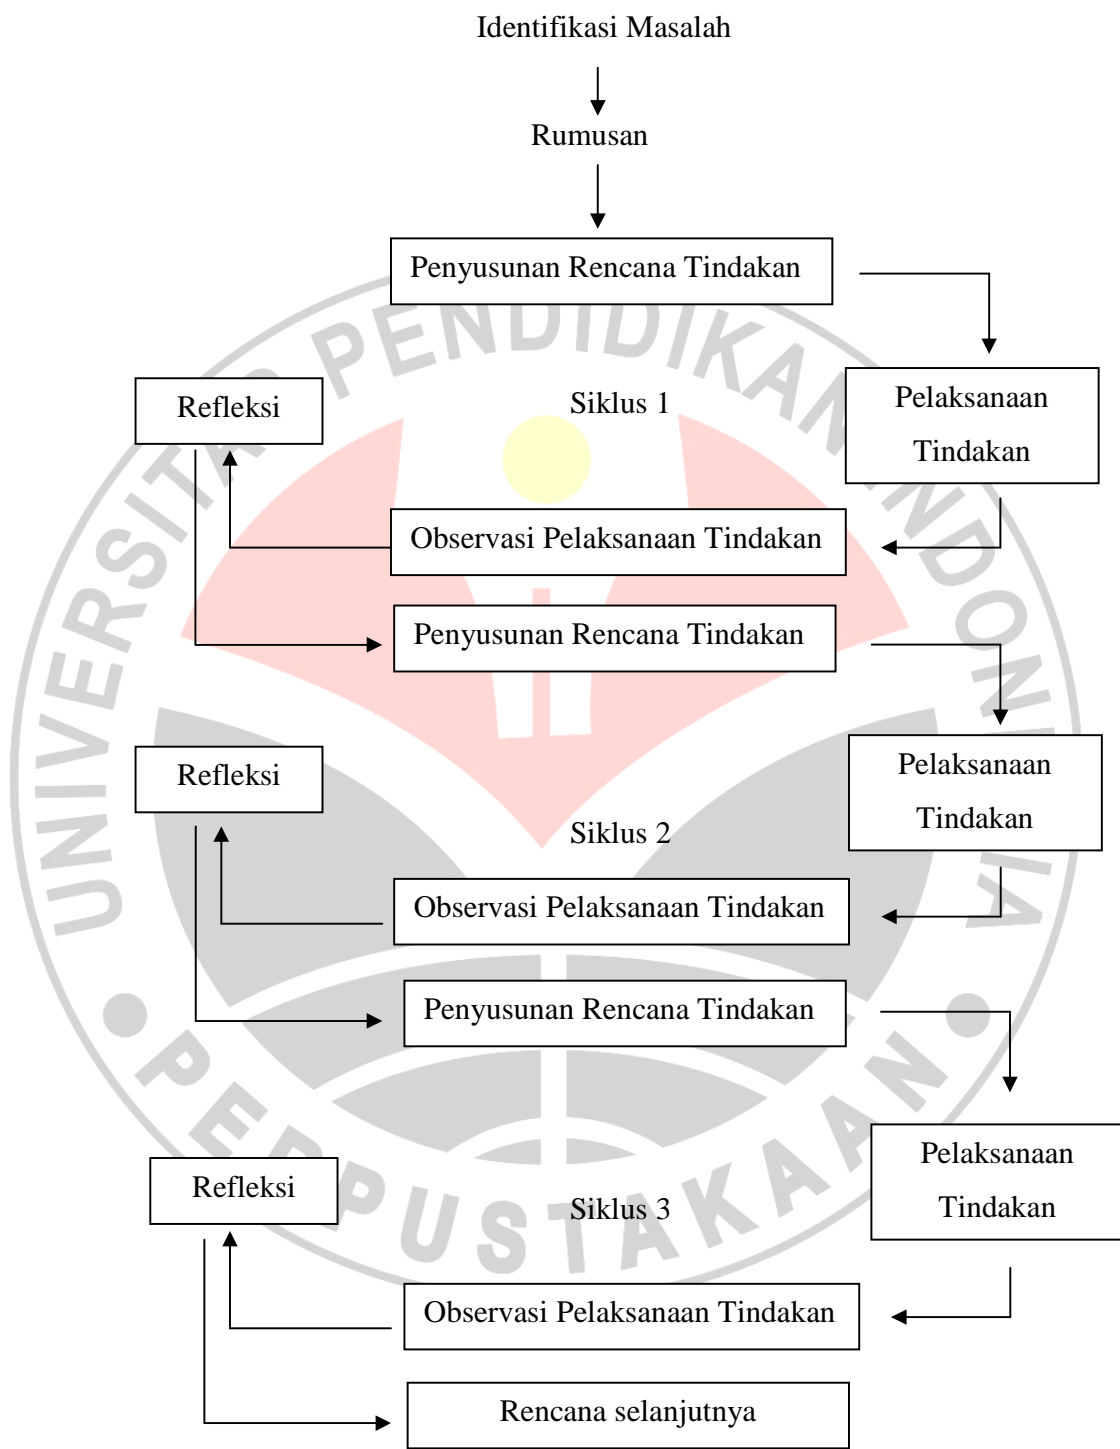 Identifikasi Masalah
Rumusan
Penyusunan Rencana Tindakan
Refleksi
Siklus 1
Pelaksanaan
Tindakan
Observasi Pelaksanaan Tindakan
Penyusunan Rencana Tindakan
Refleksi
Siklus 2
Pelaksanaan
Tindakan
Observasi Pelaksanaan Tindakan
Penyusunan Rencana Tindakan
Refleksi
Siklus 3
Pelaksanaan
Tindakan
Observasi Pelaksanaan Tindakan
Rencana selanjutnya
UNIVERSITAS PENDIDIKAN INDONESIA
PERPUSTAKAAN